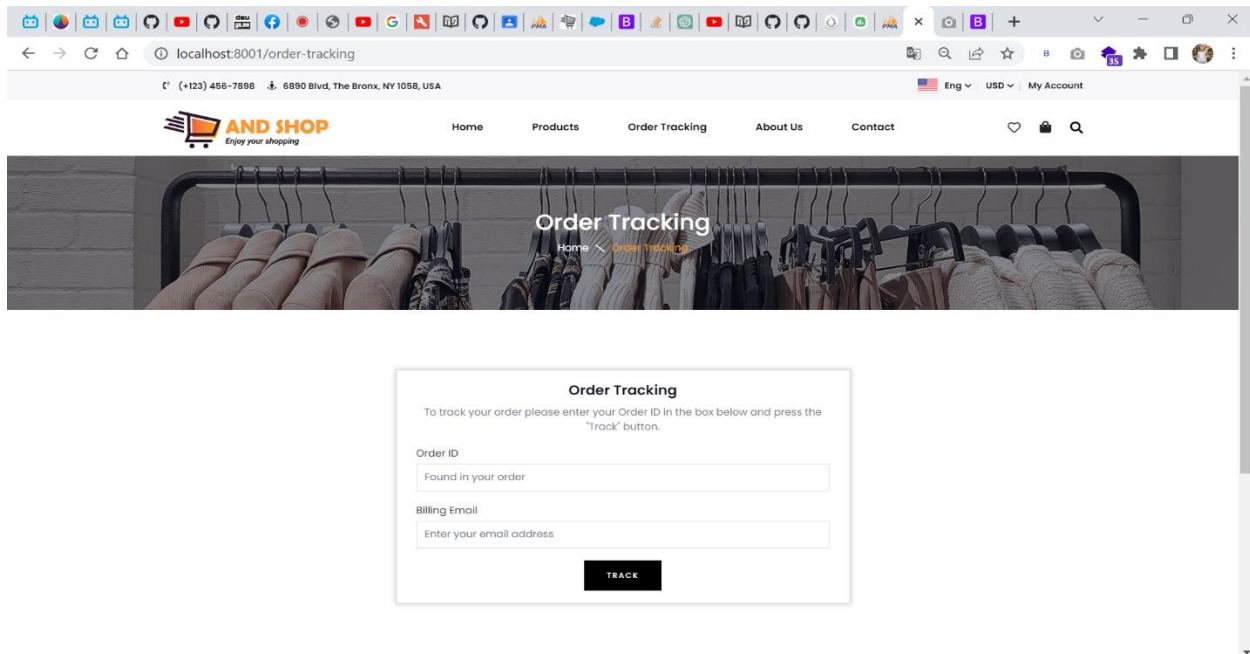 localhost:8001/order-tracking
35
(+123) 456-7898 6890 Blvd, The Bronx, NY 1058, USA
Eng USD My Account
AND SHOP
Enjoy your shopping
Home Products Order Tracking About Us Contact
Order Tracking
Home Order Tracking
Order Tracking
To track your order please enter your Order ID in the box below and press the
"Track" button.
Order ID
Found in your order
Billing Email
Enter your email address
TRACK